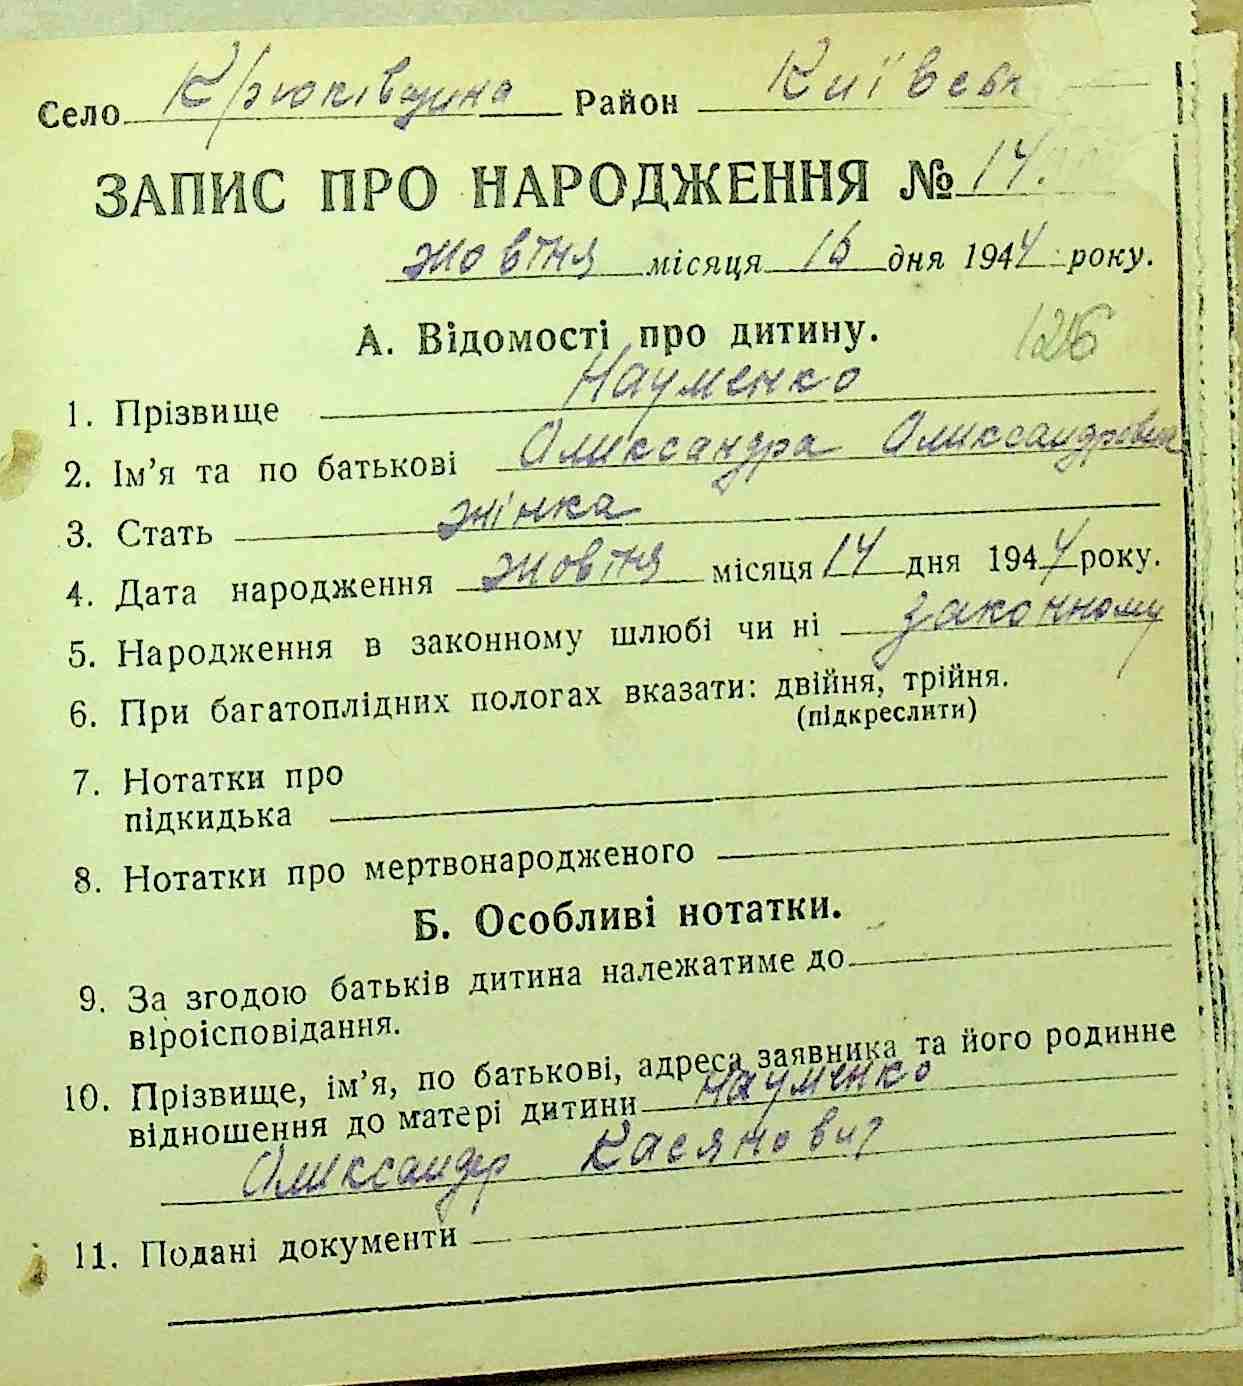 Село Крюківщина Район Київськ
ЗАПИС ПРО НАРОДЖЕННЯ № 14.
жовтня місяця 16 дня 1944 року.
А. Відомості про дитину. 126
1. Прізвище Науменко
2. Ім’я та по батькові Оликсандра Оликсандровна
3. Стать жінка
4. Дата народження жовтня місяця 14 дня 1944 року.
5. Народження в законному шлюбі чи ні законному
6. При багатоплідних пологах вказати: двійня, трійня.
(підкреслити)
7. Нотатки про
підкидька
8. Нотатки про мертвонародженого
Б. Особливі нотатки.
9. За згодою батьків дитина належатиме до
віроісповідання.
10. Прізвище, ім’я, по батькові, адреса заявника та його родинне
відношення до матері дитини Науменко
Оликсандер Касянович
11. Подані документи